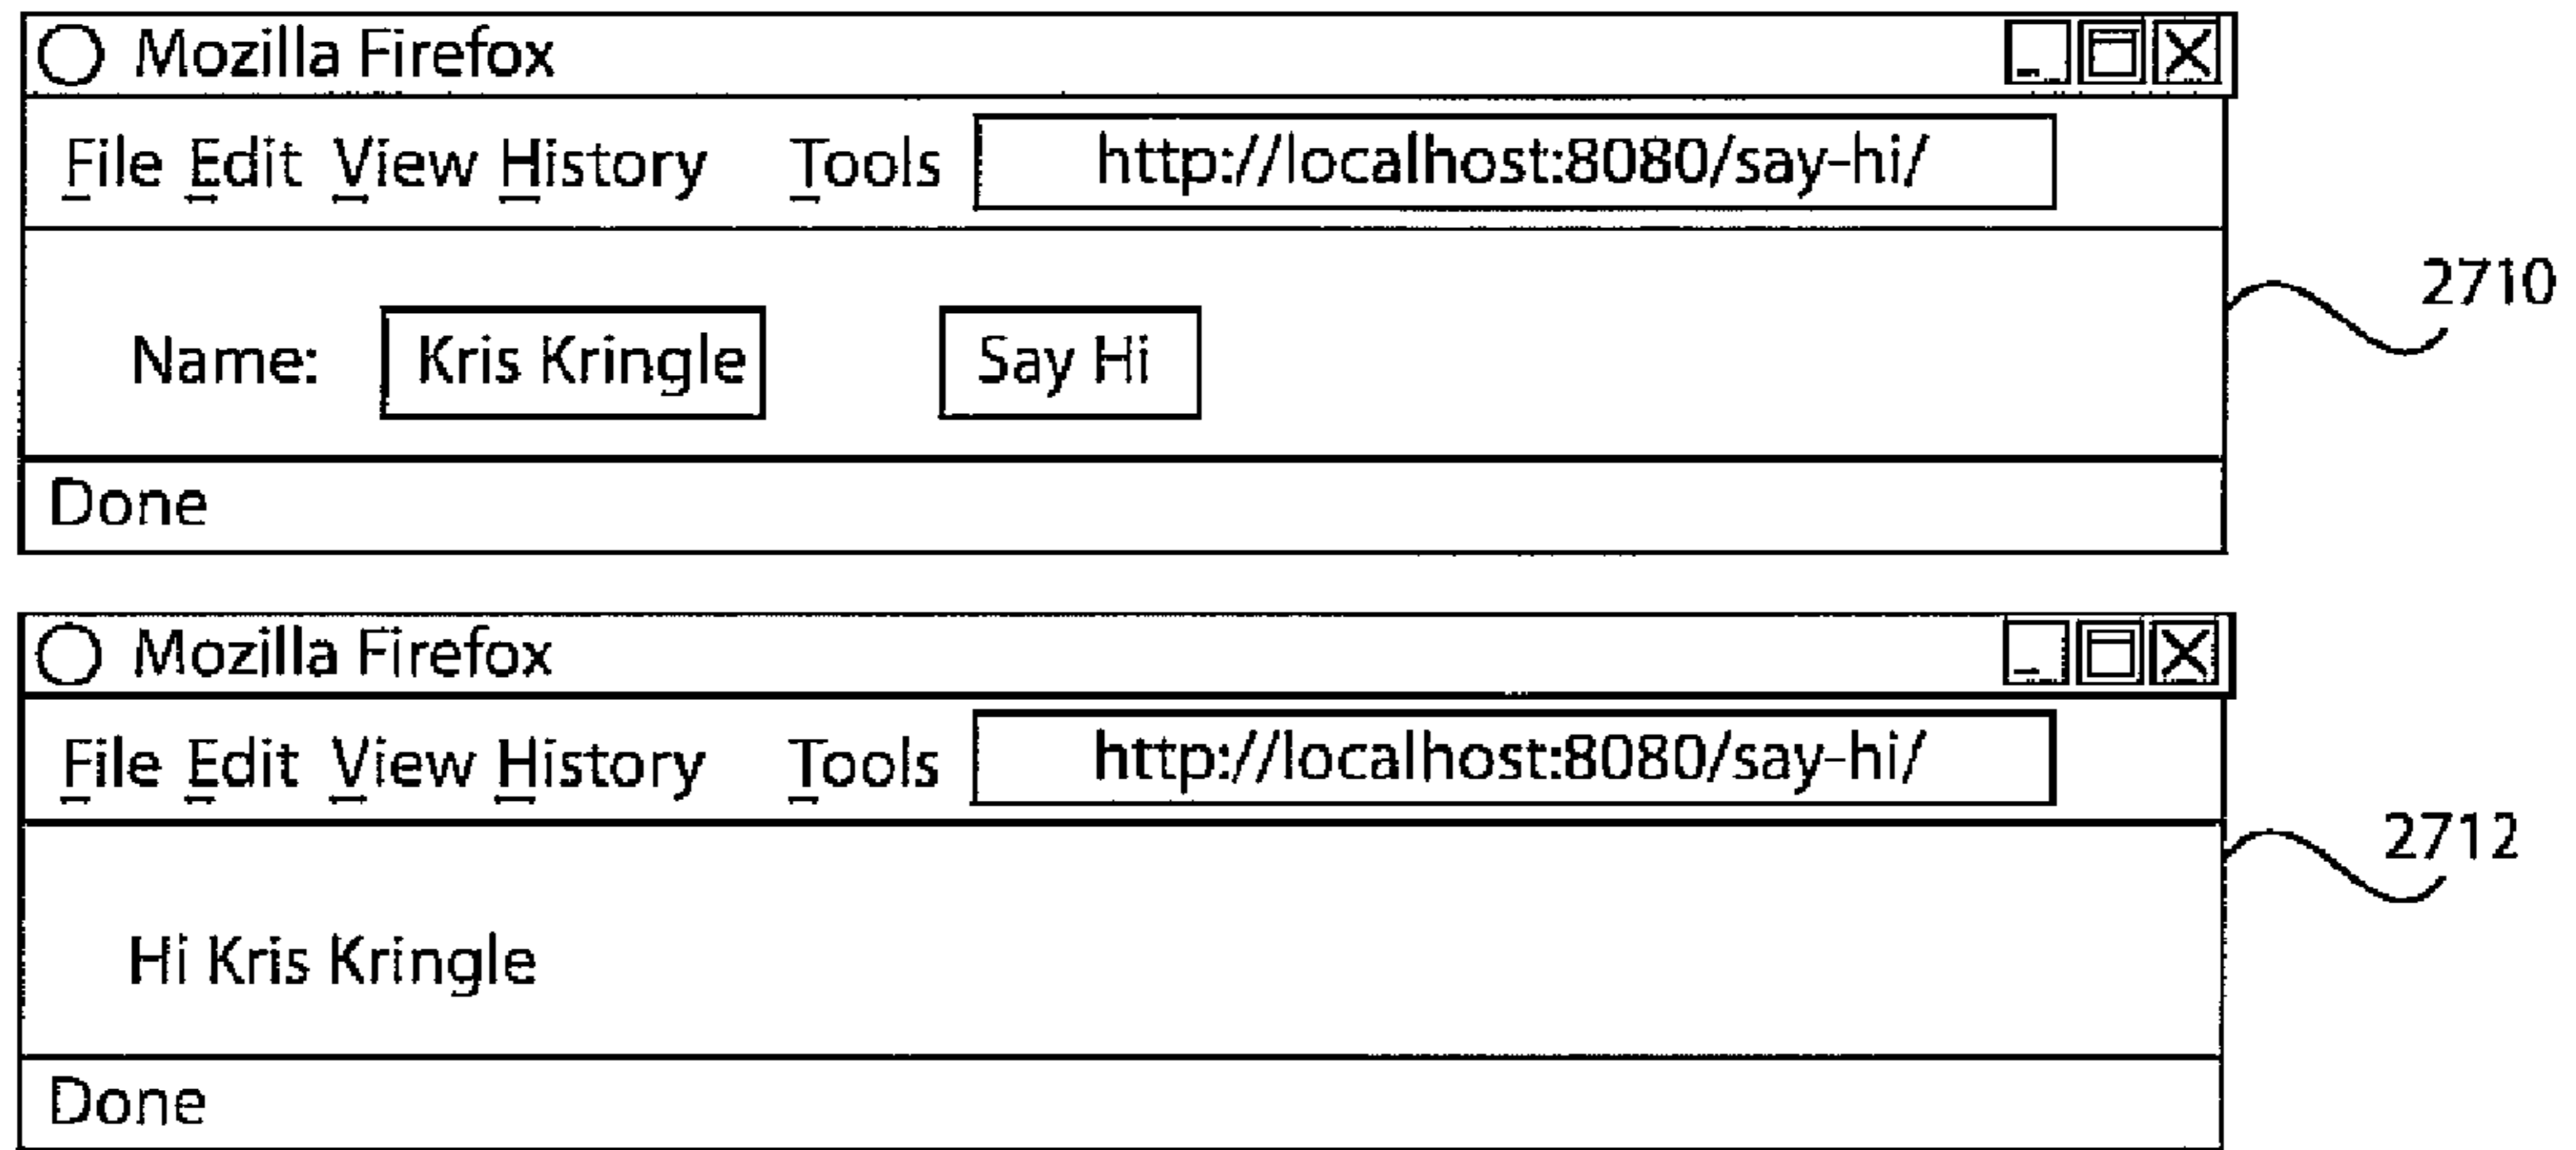 Mozilla Firefox
File Edit View History Tools http://localhost:8080/say-hi/
2710
Name: Kris Kringle Say Hi
Done
Mozilla Firefox
File Edit View History Tools http://localhost:8080/say-hi/
2712
Hi Kris Kringle
Done